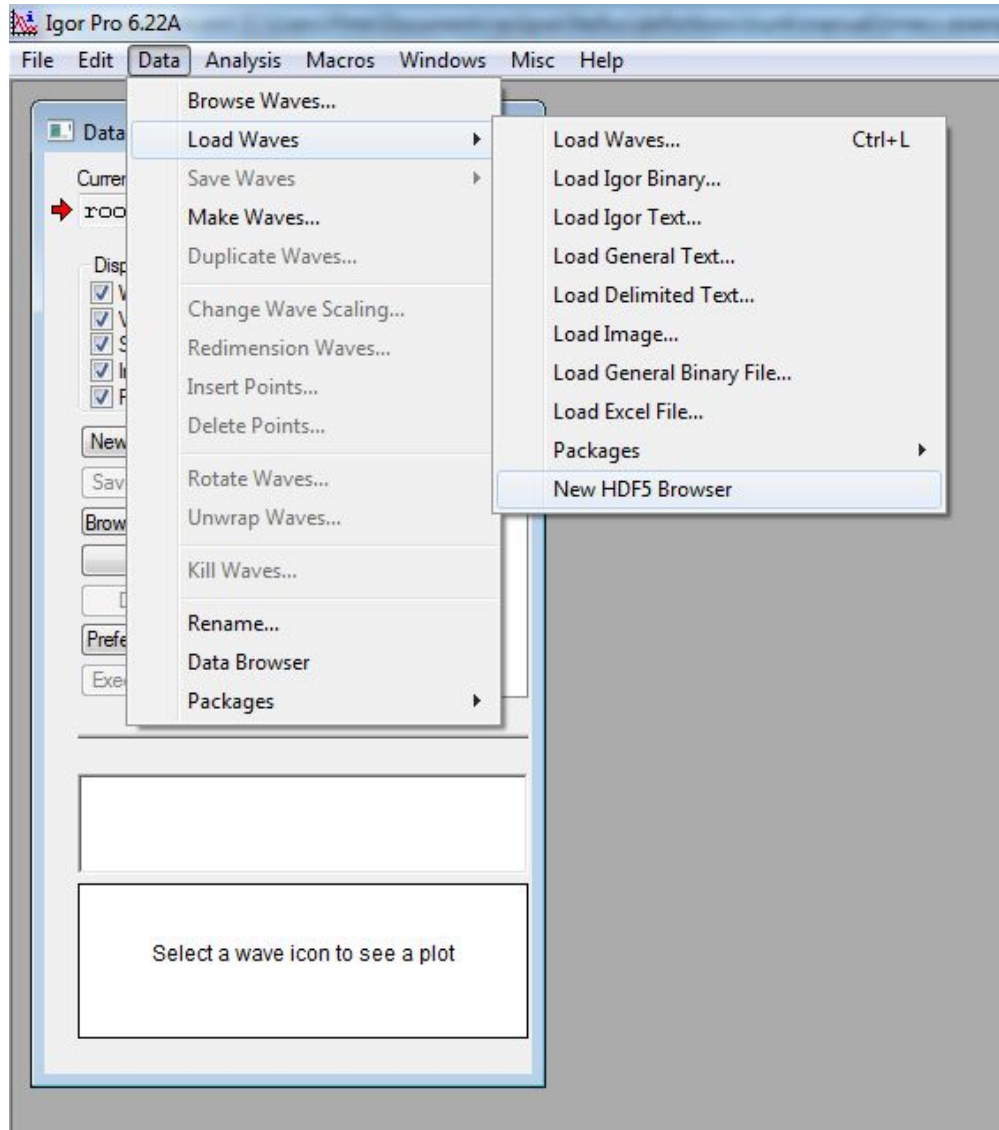 Igor Pro 6.22A
File Edit Data Analysis Macros Windows Misc Help
Data
Browse Waves...
Load Waves
Save Waves
Make Waves...
Duplicate Waves...
Change Wave Scaling...
Redimension Waves...
Insert Points...
Delete Points...
Rotate Waves...
Unwrap Waves...
Kill Waves...
Rename...
Data Browser
Packages
Load Waves... Ctrl+L
Load Igor Binary...
Load Igor Text...
Load General Text...
Load Delimited Text...
Load Image...
Load General Binary File...
Load Excel File...
Packages
New HDF5 Browser
New
Select a wave icon to see a plot